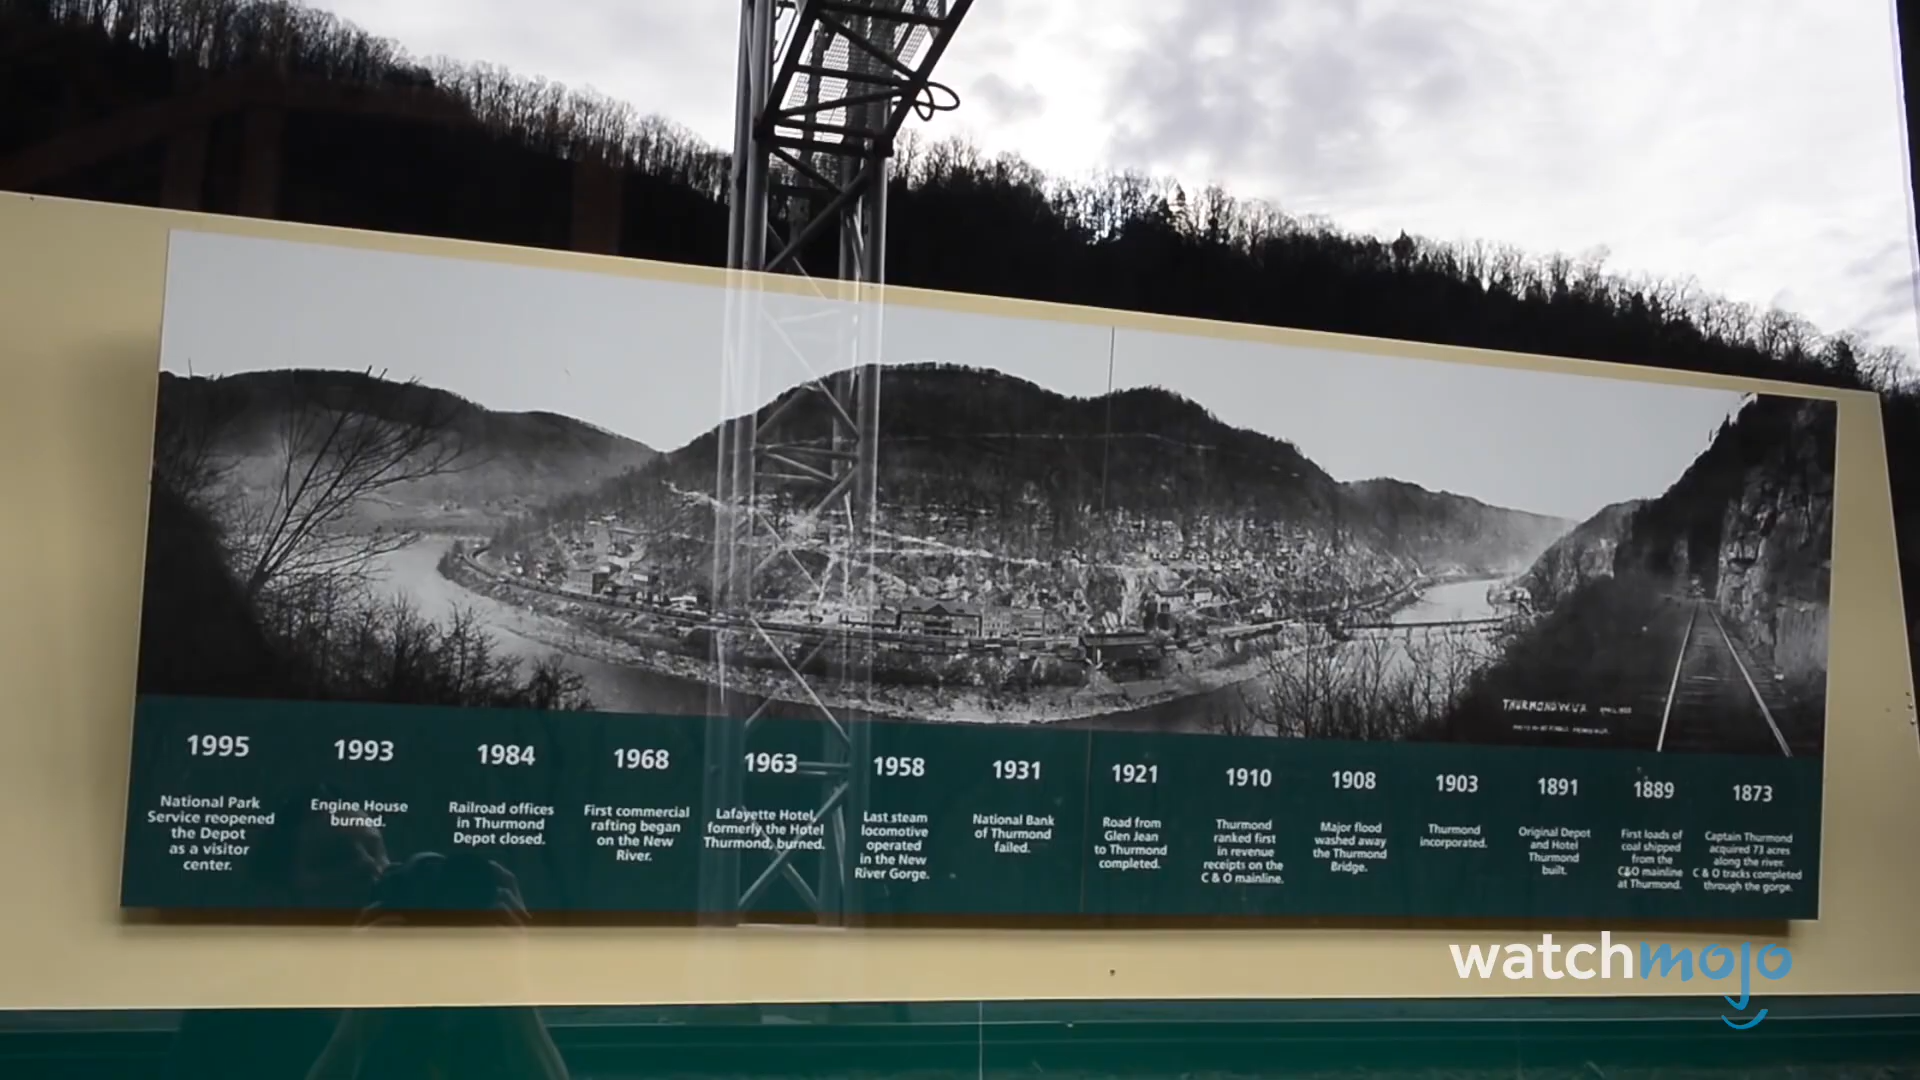 THURMOND W.VA.
1995
National Park
Service reopened
the Depot
as a visitor
center.
1993
Engine House
burned.
1984
Railroad offices
in Thurmond
Depot closed.
1968
First commercial
rafting began
on the New
River.
1963
Lafayette Hotel,
formerly the Hotel
Thurmond, burned.
1958
Last steam
locomotive
operated
in the New
River Gorge.
1931
National Bank
of Thurmond
failed.
1921
Road from
Glen Jean
to Thurmond
completed.
1910
Thurmond
ranked first
in revenue
receipts on the
C & O mainline.
1908
Major flood
washed away
the Thurmond
Bridge.
1903
Thurmond
incorporated.
1891
Original Depot
and Hotel
Thurmond
built.
1889
First loads of
coal shipped
from the
C&O mainline
at Thurmond.
1873
Captain Thurmond
acquired 73 acres
along the river.
C & O tracks completed
through the gorge.
watchmojo